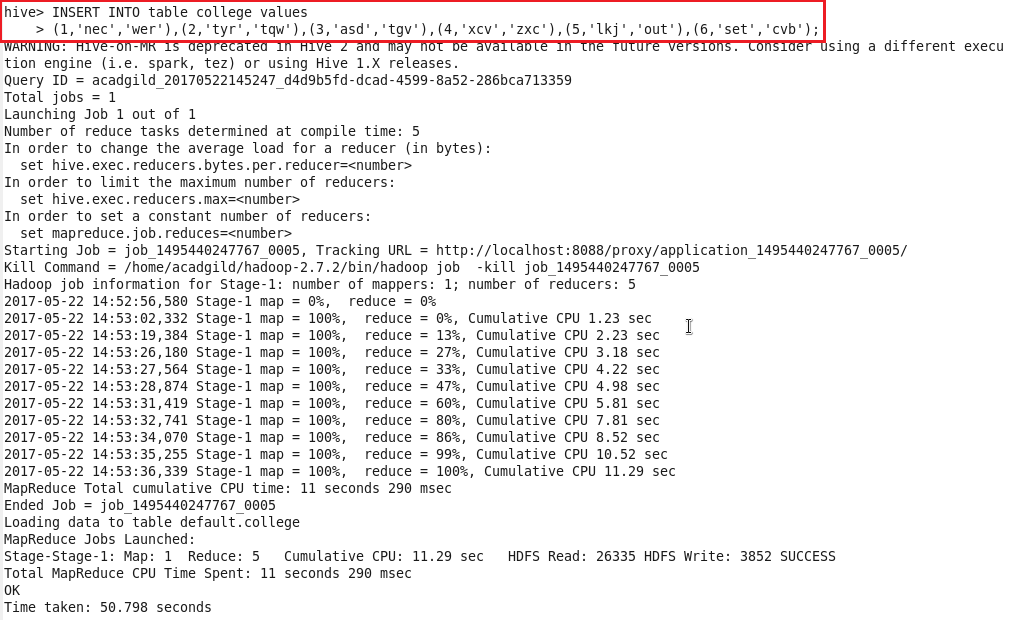 hive> INSERT INTO table college values
    > (1,'nec','wer'),(2,'tyr','tqw'),(3,'asd','tgv'),(4,'xcv','zxc'),(5,'lkj','out'),(6,'set','cvb');
WARNING: Hive-on-MR is deprecated in Hive 2 and may not be available in the future versions. Consider using a different execu
tion engine (i.e. spark, tez) or using Hive 1.X releases.
Query ID = acadgild_20170522145247_d4d9b5fd-dcad-4599-8a52-286bca713359
Total jobs = 1
Launching Job 1 out of 1
Number of reduce tasks determined at compile time: 5
In order to change the average load for a reducer (in bytes):
  set hive.exec.reducers.bytes.per.reducer=<number>
In order to limit the maximum number of reducers:
  set hive.exec.reducers.max=<number>
In order to set a constant number of reducers:
  set mapreduce.job.reduces=<number>
Starting Job = job_1495440247767_0005, Tracking URL = http://localhost:8088/proxy/application_1495440247767_0005/
Kill Command = /home/acadgild/hadoop-2.7.2/bin/hadoop job  -kill job_1495440247767_0005
Hadoop job information for Stage-1: number of mappers: 1; number of reducers: 5
2017-05-22 14:52:56,580 Stage-1 map = 0%,  reduce = 0%
2017-05-22 14:53:02,332 Stage-1 map = 100%,  reduce = 0%, Cumulative CPU 1.23 sec
2017-05-22 14:53:19,384 Stage-1 map = 100%,  reduce = 13%, Cumulative CPU 2.23 sec
2017-05-22 14:53:26,180 Stage-1 map = 100%,  reduce = 27%, Cumulative CPU 3.18 sec
2017-05-22 14:53:27,564 Stage-1 map = 100%,  reduce = 33%, Cumulative CPU 4.22 sec
2017-05-22 14:53:28,874 Stage-1 map = 100%,  reduce = 47%, Cumulative CPU 4.98 sec
2017-05-22 14:53:31,419 Stage-1 map = 100%,  reduce = 60%, Cumulative CPU 5.81 sec
2017-05-22 14:53:32,741 Stage-1 map = 100%,  reduce = 80%, Cumulative CPU 7.81 sec
2017-05-22 14:53:34,070 Stage-1 map = 100%,  reduce = 86%, Cumulative CPU 8.52 sec
2017-05-22 14:53:35,255 Stage-1 map = 100%,  reduce = 99%, Cumulative CPU 10.52 sec
2017-05-22 14:53:36,339 Stage-1 map = 100%,  reduce = 100%, Cumulative CPU 11.29 sec
MapReduce Total cumulative CPU time: 11 seconds 290 msec
Ended Job = job_1495440247767_0005
Loading data to table default.college
MapReduce Jobs Launched:
Stage-Stage-1: Map: 1  Reduce: 5   Cumulative CPU: 11.29 sec   HDFS Read: 26335 HDFS Write: 3852 SUCCESS
Total MapReduce CPU Time Spent: 11 seconds 290 msec
OK
Time taken: 50.798 seconds